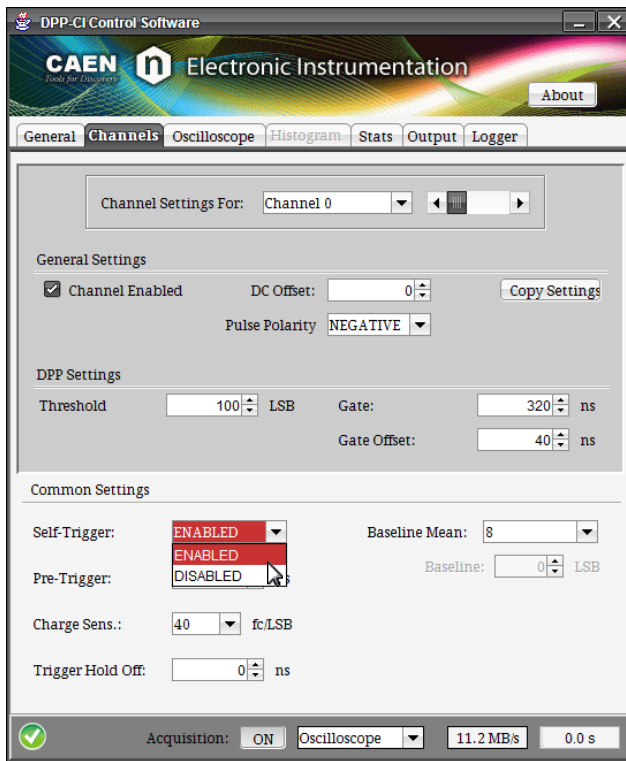 DPP-CI Control Software
CAEN n Electronic Instrumentation
Tools for Discovery
About
General Channels Oscilloscope Histogram Stats Output Logger
Channel Settings For: Channel 0
General Settings
Channel Enabled DC Offset: 0 Copy Settings
Pulse Polarity NEGATIVE
DPP Settings
Threshold 100 LSB Gate: 320 ns
Gate Offset: 40 ns
Common Settings
Self-Trigger: ENABLED Baseline Mean: 8
ENABLED
DISABLED
Baseline: 0 LSB
Pre-Trigger:
Charge Sens.: 40 fc/LSB
Trigger Hold Off: 0 ns
Acquisition: ON Oscilloscope 11.2 MB/s 0.0 s